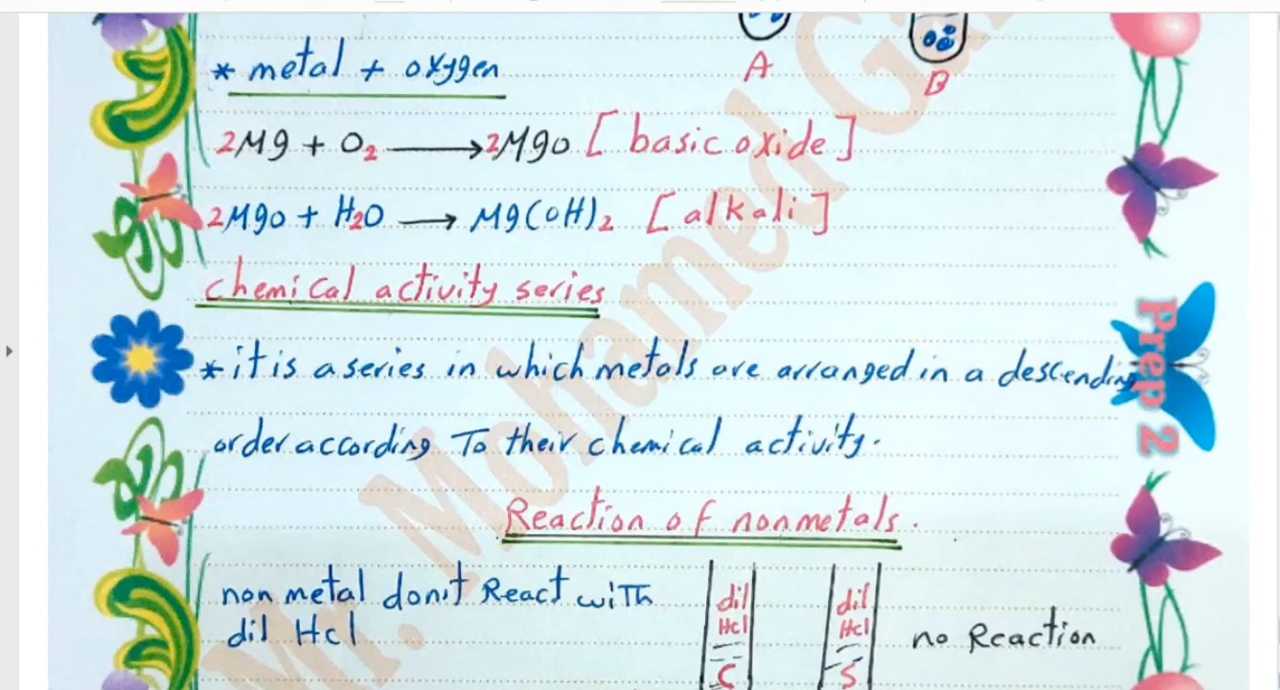 A
B
* metal + oxygen
2Mg + O2 → 2MgO [basic oxide]
2MgO + H2O → Mg(OH)2 [alkali]
chemical activity series
* it is a series in which metals are arranged in a descending
order according To their chemical activity.
Prep 2
Reaction of nonmetals.
non metal don't React with
dil Hcl
dil
Hcl
C
dil
Hcl
S
no Reaction
Mr. Mohamed